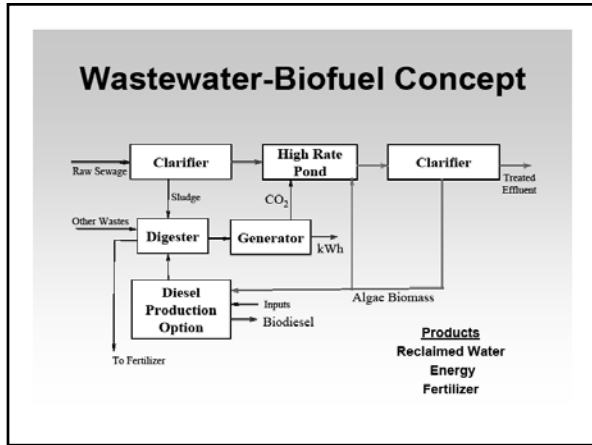 Wastewater-Biofuel Concept
Raw Sewage
Clarifier
High Rate
Pond
Clarifier
Treated
Effluent
Sludge
CO₂
Other Wastes
Digester
Generator
kWh
Diesel
Production
Option
Inputs
Biodiesel
Algae Biomass
To Fertilizer
Products
Reclaimed Water
Energy
Fertilizer